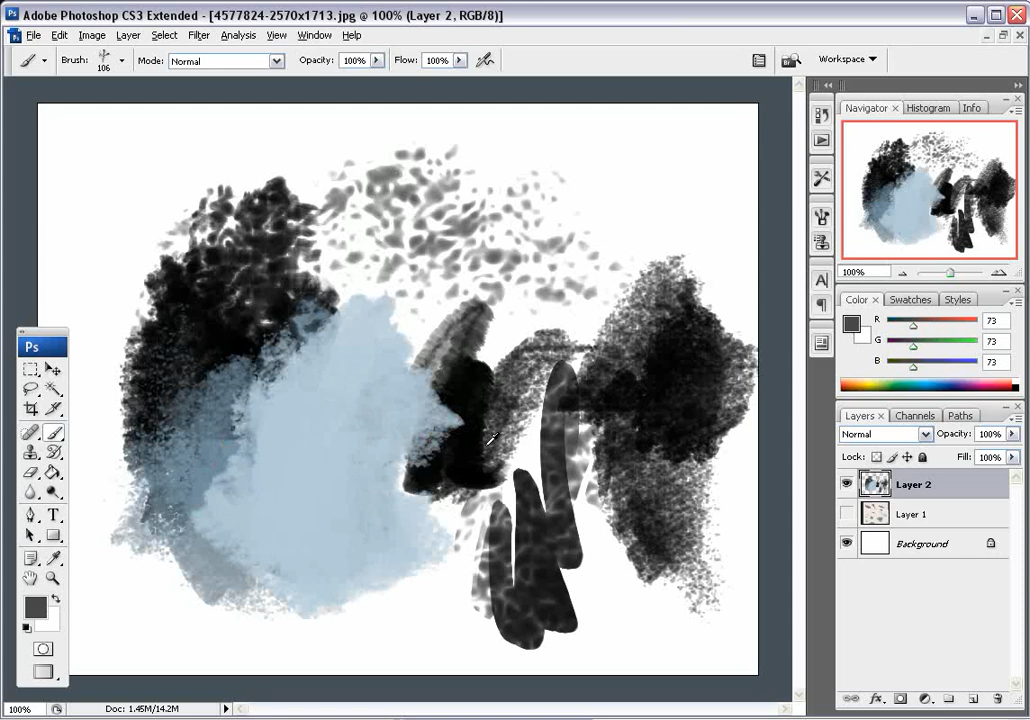 Ps Adobe Photoshop CS3 Extended - [4577824-2570x1713.jpg @ 100% (Layer 2, RGB/8)]
Ps File Edit Image Layer Select Filter Analysis View Window Help
Brush: 106 Mode: Normal Opacity: 100% Flow: 100% Workspace
Navigator × Histogram Info
100%
Color × Swatches Styles
R 73
G 73
B 73
Ps
Layers × Channels Paths
Normal Opacity: 100%
Lock: Fill: 100%
Layer 2
Layer 1
Background
A
T
100% Doc: 1.45M/14.2M